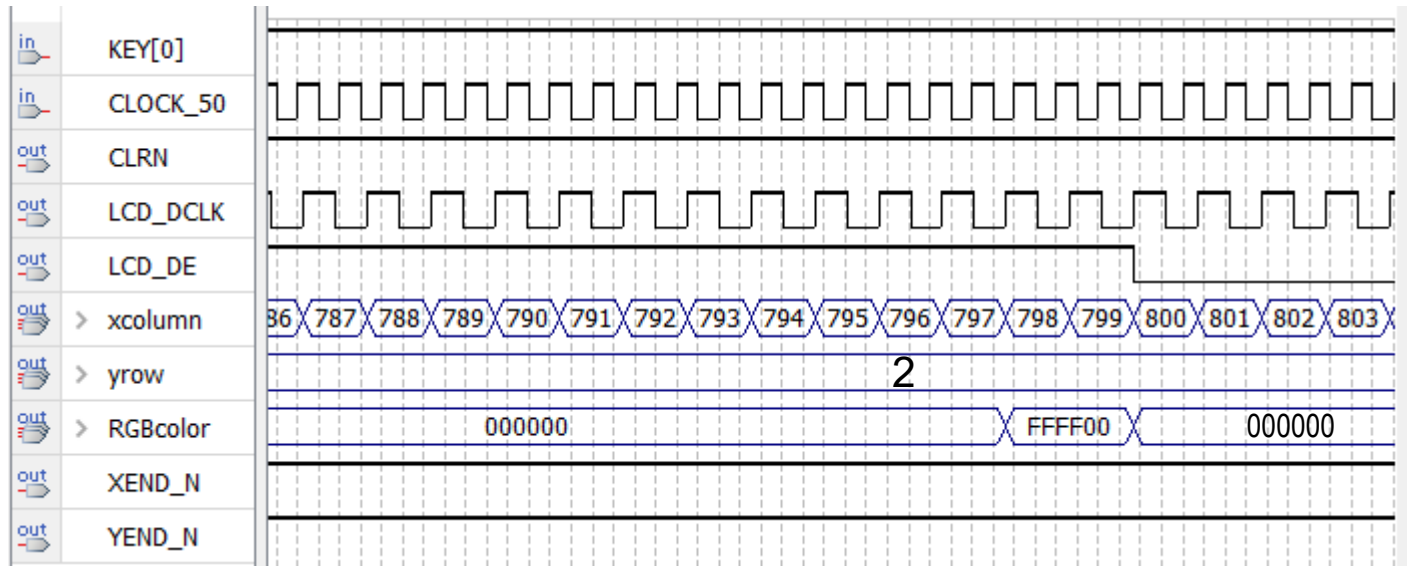 in KEY[0]
in CLOCK_50
out CLRN
out LCD_DCLK
out LCD_DE
out > xcolumn 86 787 788 789 790 791 792 793 794 795 796 797 798 799 800 801 802 803
out > yrow 2
out > RGBcolor 000000 FFFF00 000000
out XEND_N
out YEND_N